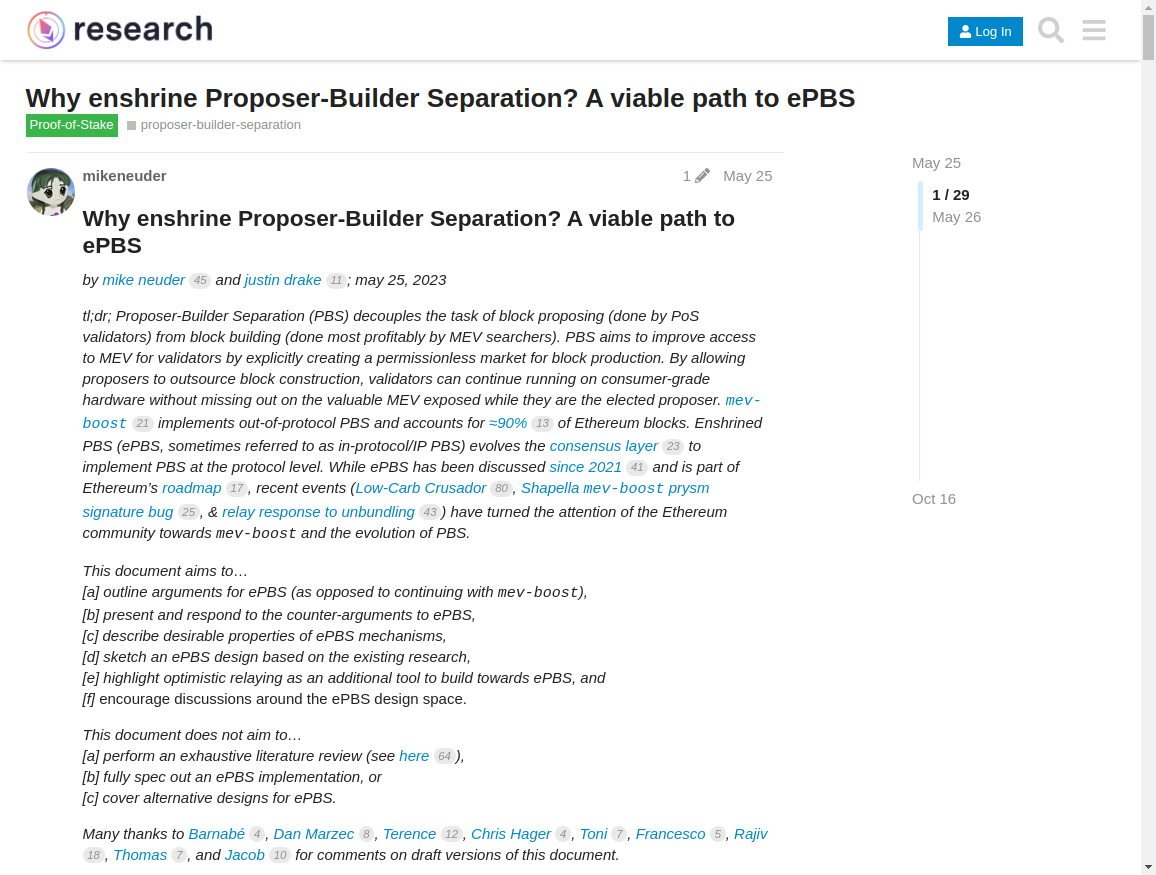 research
Log In
Why enshrine Proposer-Builder Separation? A viable path to ePBS
Proof-of-Stake proposer-builder-separation
mikeneuder 1 May 25
Why enshrine Proposer-Builder Separation? A viable path to
ePBS
by mike neuder 45 and justin drake 11; may 25, 2023
tl;dr; Proposer-Builder Separation (PBS) decouples the task of block proposing (done by PoS
validators) from block building (done most profitably by MEV searchers). PBS aims to improve access
to MEV for validators by explicitly creating a permissionless market for block production. By allowing
proposers to outsource block construction, validators can continue running on consumer-grade
hardware without missing out on the valuable MEV exposed while they are the elected proposer. mev-
boost 21 implements out-of-protocol PBS and accounts for ≈90% 13 of Ethereum blocks. Enshrined
PBS (ePBS, sometimes referred to as in-protocol/IP PBS) evolves the consensus layer 23 to
implement PBS at the protocol level. While ePBS has been discussed since 2021 41 and is part of
Ethereum's roadmap 17, recent events (Low-Carb Crusador 80, Shapella mev-boost prysm
signature bug 25, & relay response to unbundling 43) have turned the attention of the Ethereum
community towards mev-boost and the evolution of PBS.
This document aims to…
[a] outline arguments for ePBS (as opposed to continuing with mev-boost),
[b] present and respond to the counter-arguments to ePBS,
[c] describe desirable properties of ePBS mechanisms,
[d] sketch an ePBS design based on the existing research,
[e] highlight optimistic relaying as an additional tool to build towards ePBS, and
[f] encourage discussions around the ePBS design space.
This document does not aim to…
[a] perform an exhaustive literature review (see here 64),
[b] fully spec out an ePBS implementation, or
[c] cover alternative designs for ePBS.
Many thanks to Barnabé 4, Dan Marzec 8, Terence 12, Chris Hager 4, Toni 7, Francesco 5, Rajiv
18, Thomas 7, and Jacob 10 for comments on draft versions of this document.
May 25
1 / 29
May 26
Oct 16